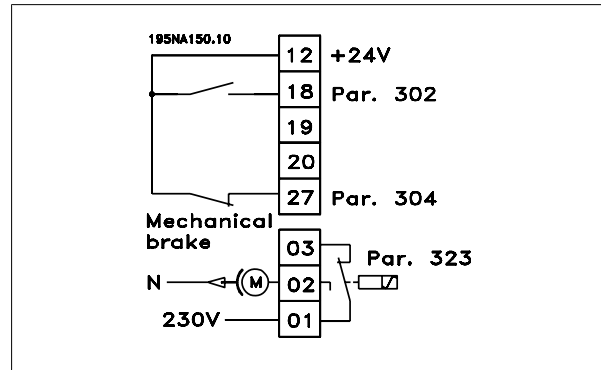 195NA150.10
12 +24V
18 Par. 302
19
20
27 Par. 304
Mechanical
brake
03
Par. 323
N M 02
230V 01